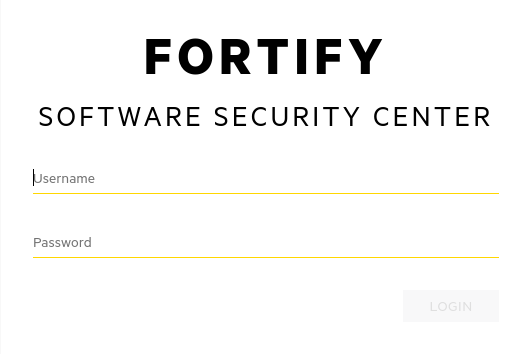 FORTIFY
SOFTWARE SECURITY CENTER
Username
Password
LOGIN